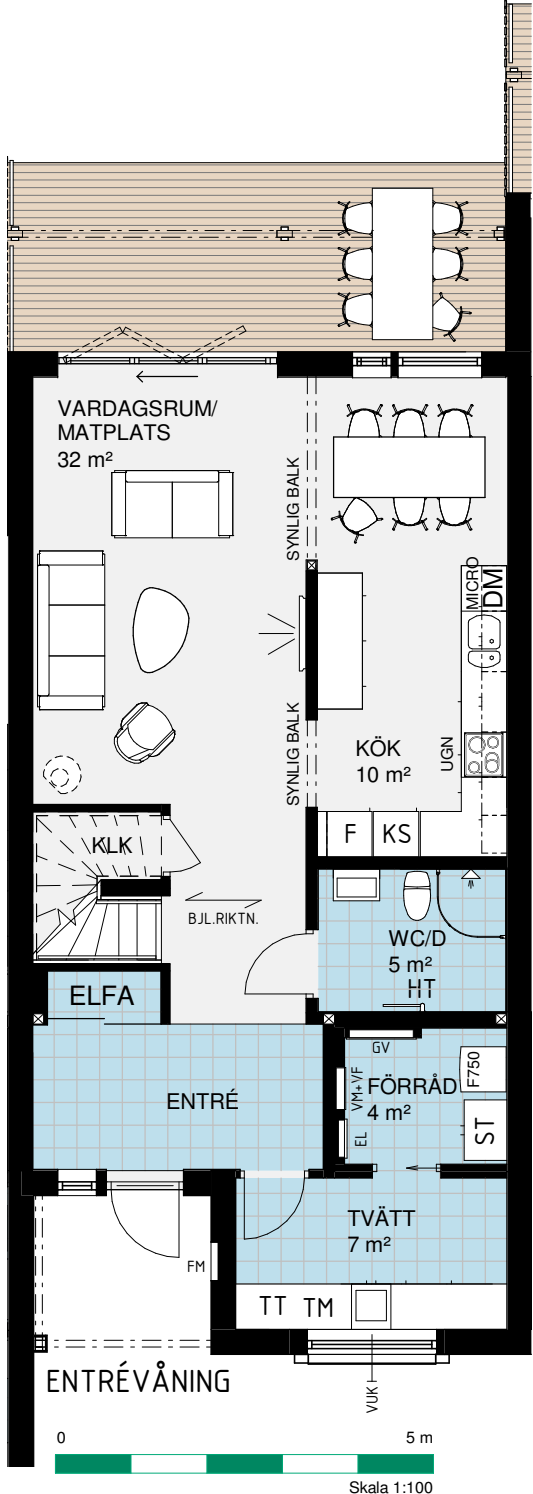 VARDAGSRUM/
MATPLATS
32 m²
SYNLIG BALK
MICRO
DM
SYNLIG BALK
KÖK
10 m²
UGN
F
KS
KLK
BJL.RIKTN.
WC/D
5 m²
HT
ELFA
ENTRÉ
GV
VM+VF
EL
FÖRRÅD
4 m²
F750
ST
TVÄTT
7 m²
FM
TT
TM
ENTRÉVÅNING
VUK
0
5 m
Skala 1:100